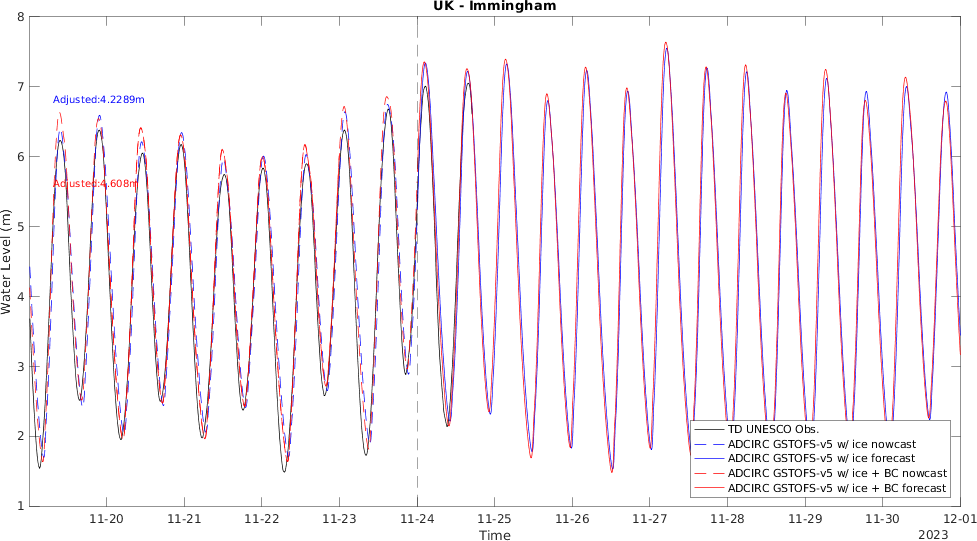 UK - Immingham
8
7
6
5
4
3
2
1
Water Level (m)
Adjusted:4.2289m
Adjusted:4.608m
TD UNESCO Obs.
ADCIRC GSTOFS-v5 w/ ice nowcast
ADCIRC GSTOFS-v5 w/ ice forecast
ADCIRC GSTOFS-v5 w/ ice + BC nowcast
ADCIRC GSTOFS-v5 w/ ice + BC forecast
11-20 11-21 11-22 11-23 11-24 11-25 11-26 11-27 11-28 11-29 11-30 12-01
Time
2023